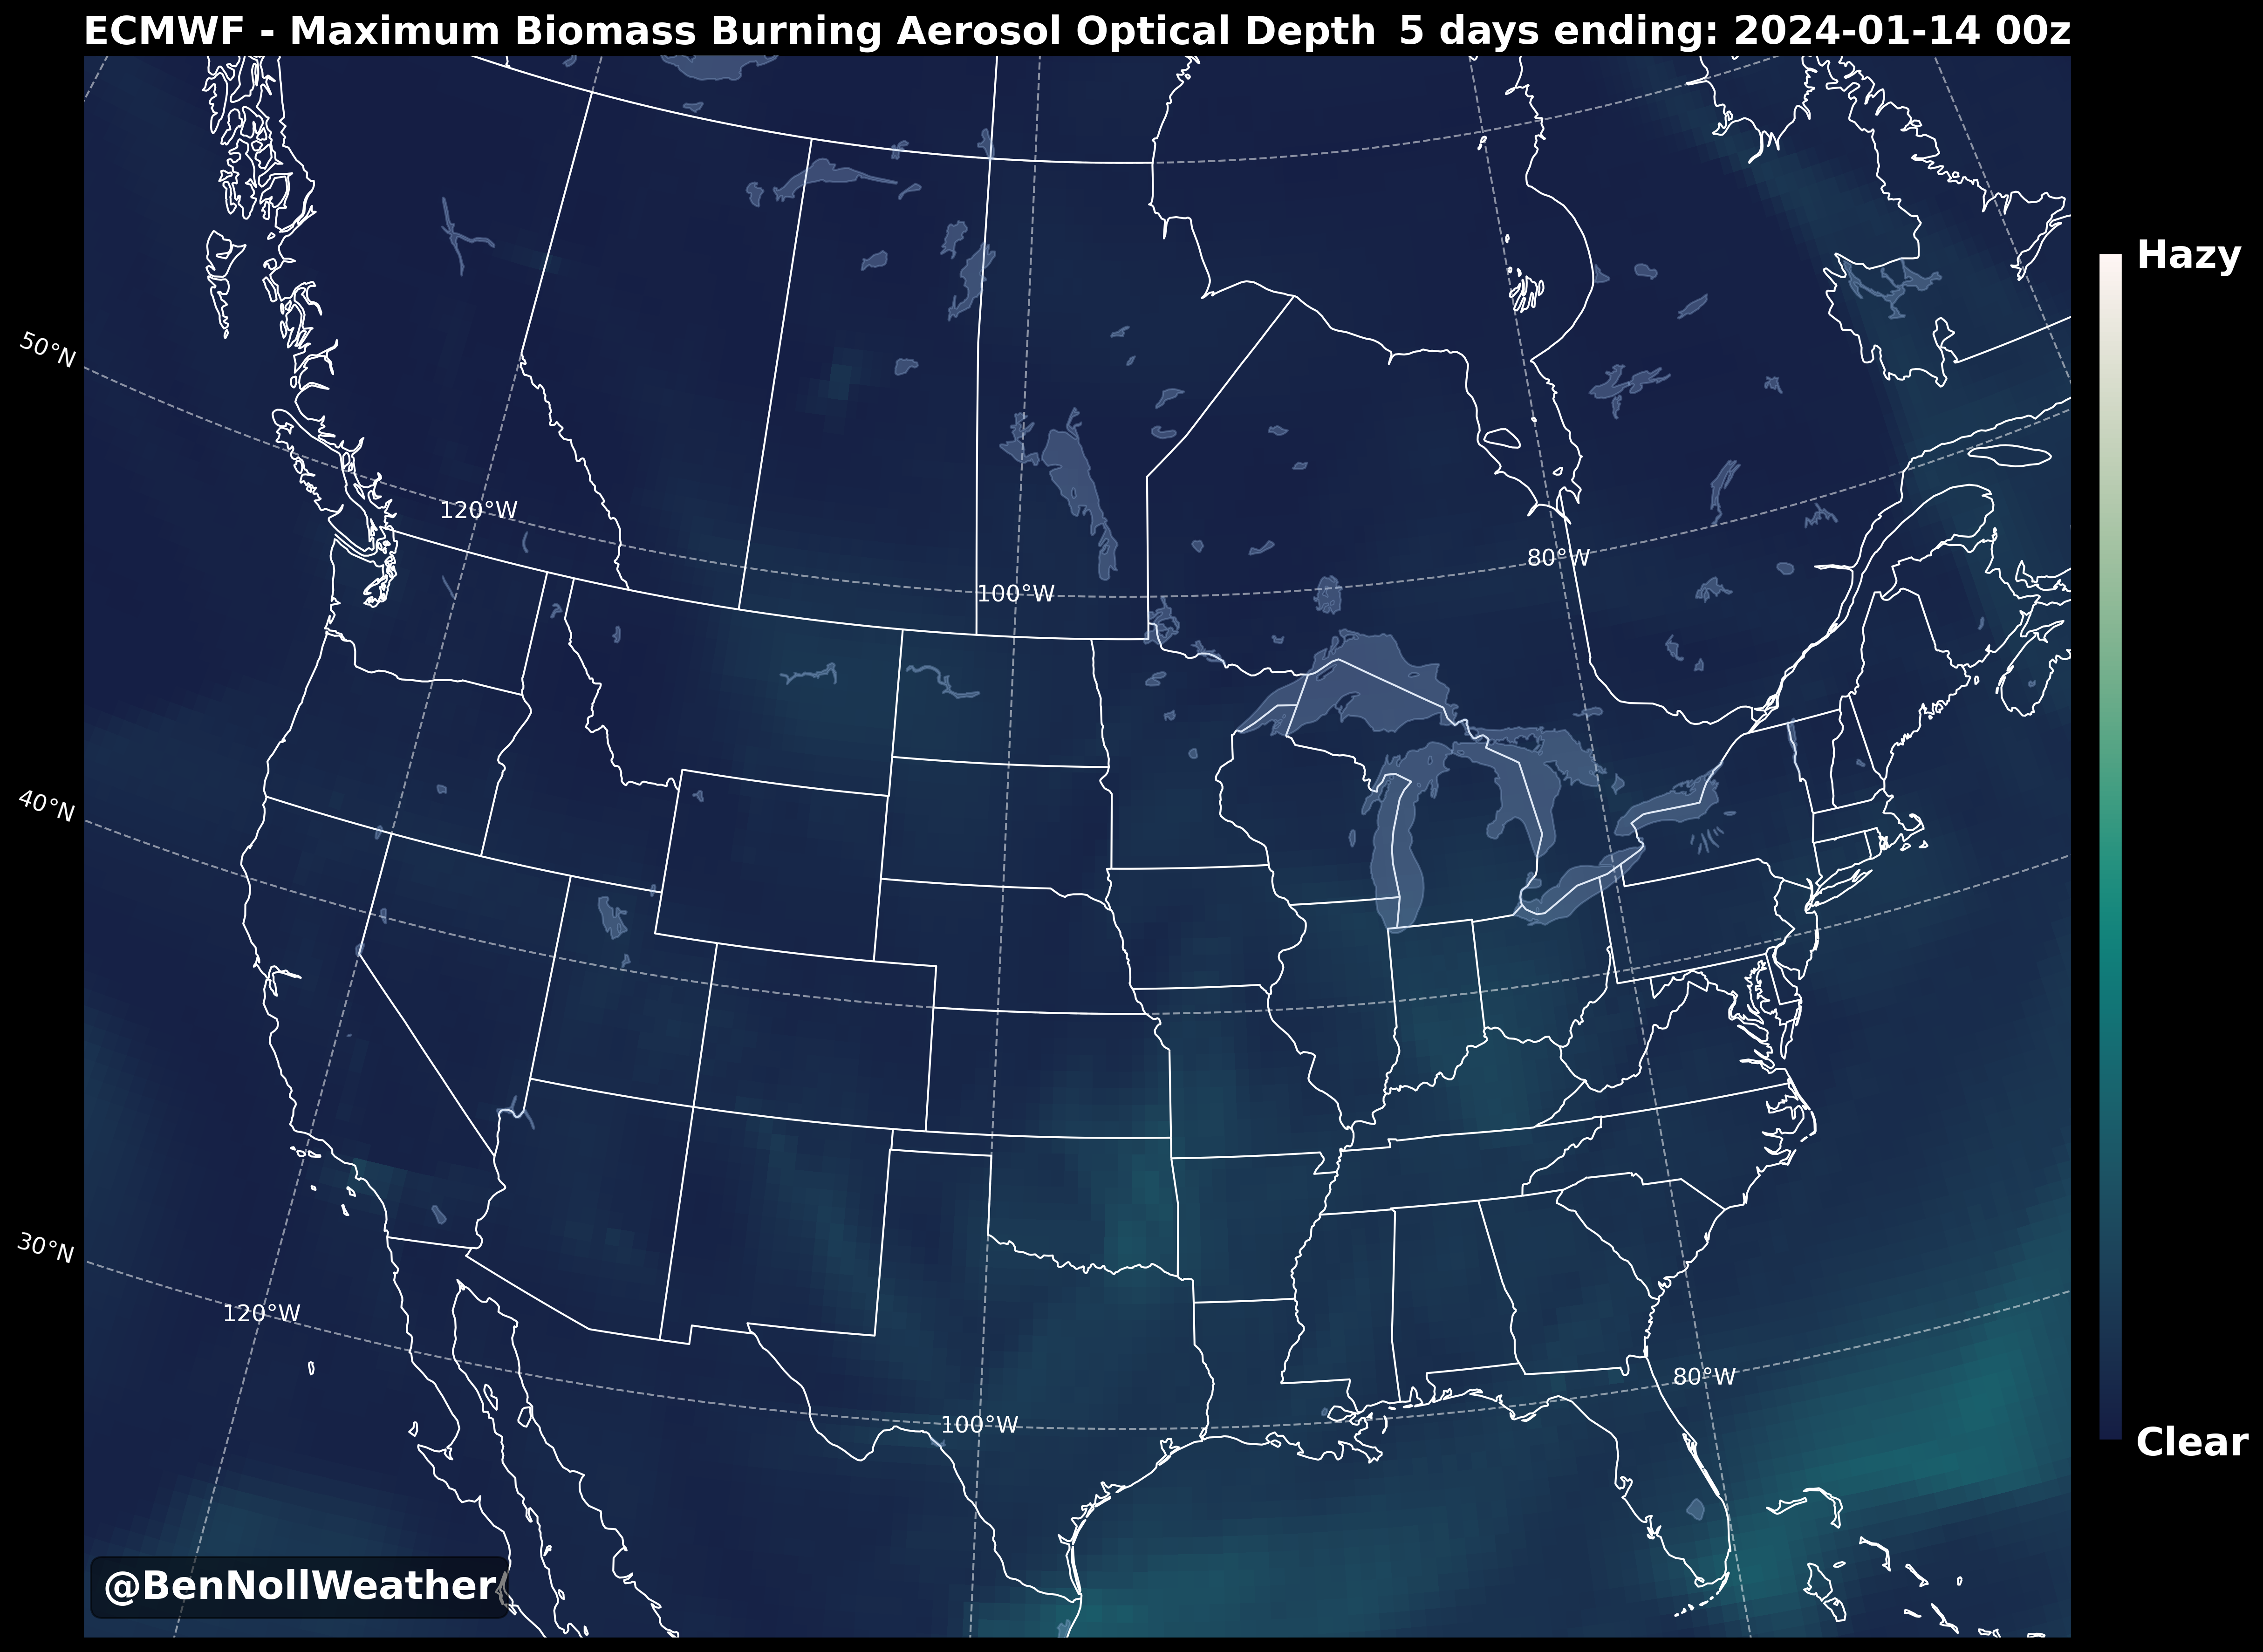 ECMWF - Maximum Biomass Burning Aerosol Optical Depth 5 days ending: 2024-01-14 00z
Hazy
50°N
120°W
80°W
100°W
40°N
30°N
120°W
80°W
100°W
Clear
@BenNollWeather